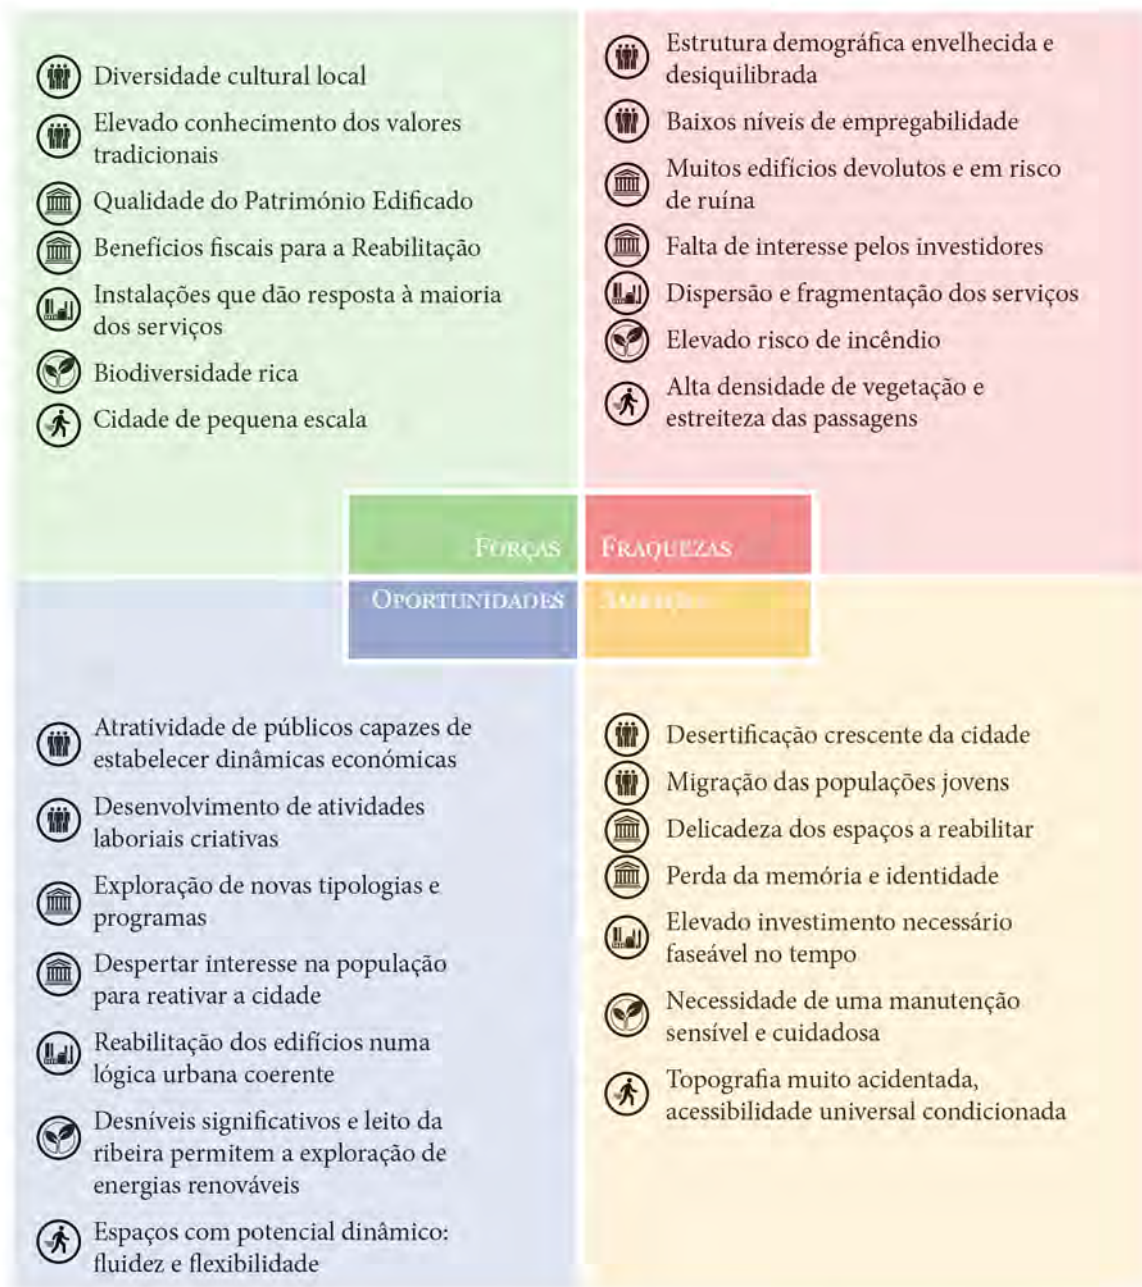 Diversidade cultural local
Elevado conhecimento dos valores
tradicionais
Qualidade do Património Edificado
Benefícios fiscais para a Reabilitação
Instalações que dão resposta à maioria
dos serviços
Biodiversidade rica
Cidade de pequena escala
Estrutura demográfica envelhecida e
desiquilibrada
Baixos níveis de empregabilidade
Muitos edifícios devolutos e em risco
de ruína
Falta de interesse pelos investidores
Dispersão e fragmentação dos serviços
Elevado risco de incêndio
Alta densidade de vegetação e
estreiteza das passagens
FORÇAS
FRAQUEZAS
OPORTUNIDADES
Atratividade de públicos capazes de
estabelecer dinâmicas económicas
Desenvolvimento de atividades
laboriais criativas
Exploração de novas tipologias e
programas
Despertar interesse na população
para reativar a cidade
Reabilitação dos edifícios numa
lógica urbana coerente
Desníveis significativos e leito da
ribeira permitem a exploração de
energias renováveis
Espaços com potencial dinâmico:
fluidez e flexibilidade
Desertificação crescente da cidade
Migração das populações jovens
Delicadeza dos espaços a reabilitar
Perda da memória e identidade
Elevado investimento necessário
faseável no tempo
Necessidade de uma manutenção
sensível e cuidadosa
Topografia muito acidentada,
acessibilidade universal condicionada